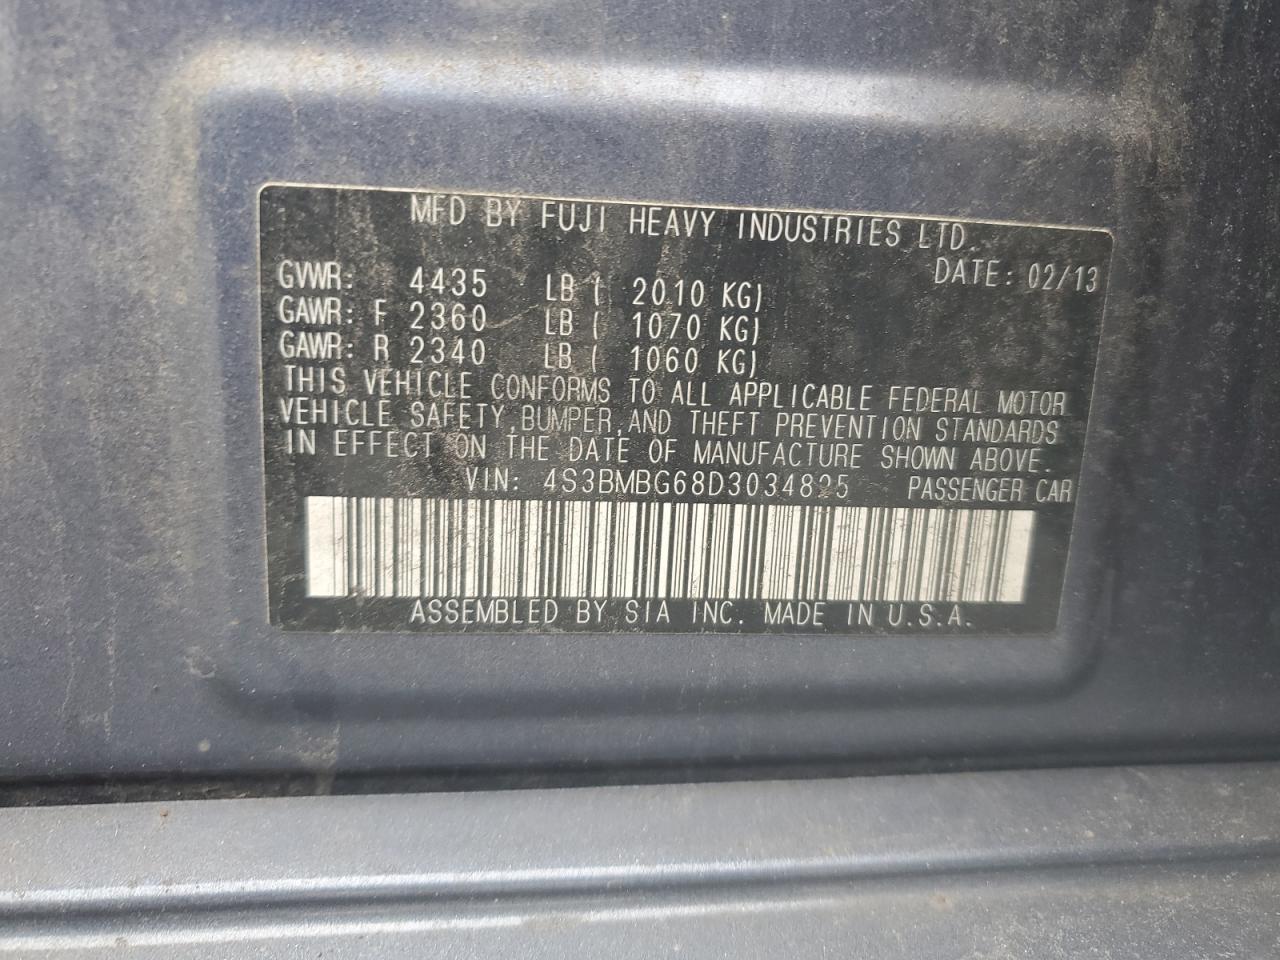 MFD BY FUJI HEAVY INDUSTRIES LTD.
DATE: 02/13
GVWR: 4435 LB ( 2010 KG)
GAWR: F 2360 LB ( 1070 KG)
GAWR: R 2340 LB ( 1060 KG)
THIS VEHICLE CONFORMS TO ALL APPLICABLE FEDERAL MOTOR
VEHICLE SAFETY, BUMPER, AND THEFT PREVENTION STANDARDS
IN EFFECT ON THE DATE OF MANUFACTURE SHOWN ABOVE.
VIN: 4S3BMBG68D3034825 PASSENGER CAR
ASSEMBLED BY SIA INC. MADE IN U.S.A.